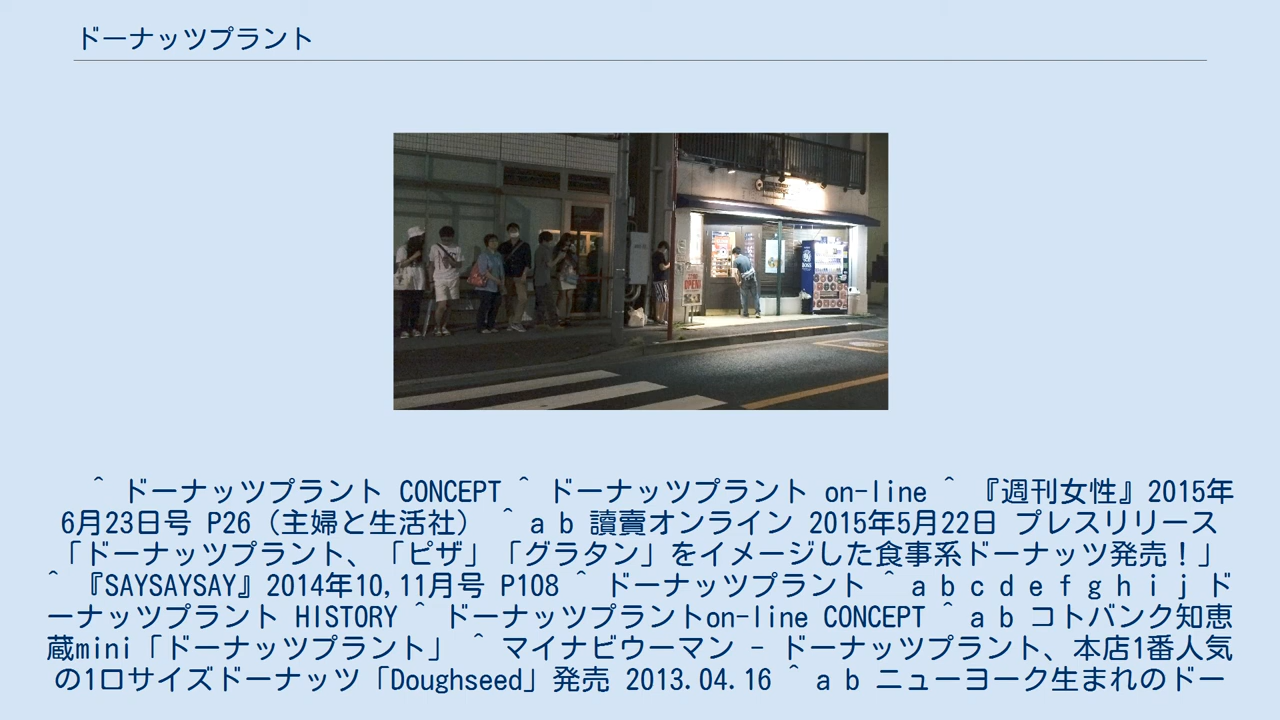 ドーナッツプラント
OPEN
BOSS
^ ドーナッツプラント CONCEPT ^ ドーナッツプラント on-line ^ 『週刊女性』2015年
6月23日号 P26（主婦と生活社） ^ a b 讀賣オンライン 2015年5月22日 プレスリリース
「ドーナッツプラント、「ピザ」「グラタン」をイメージした食事系ドーナッツ発売！」
^ 『SAYSAYSAY』2014年10,11月号 P108 ^ ドーナッツプラント ^ a b c d e f g h i j ド
ーナッツプラント HISTORY ^ ドーナッツプラントon-line CONCEPT ^ a b コトバンク知恵
蔵mini「ドーナッツプラント」 ^ マイナビウーマン - ドーナッツプラント、本店1番人気
の1口サイズドーナッツ「Doughseed」発売 2013.04.16 ^ a b ニューヨーク生まれのドー